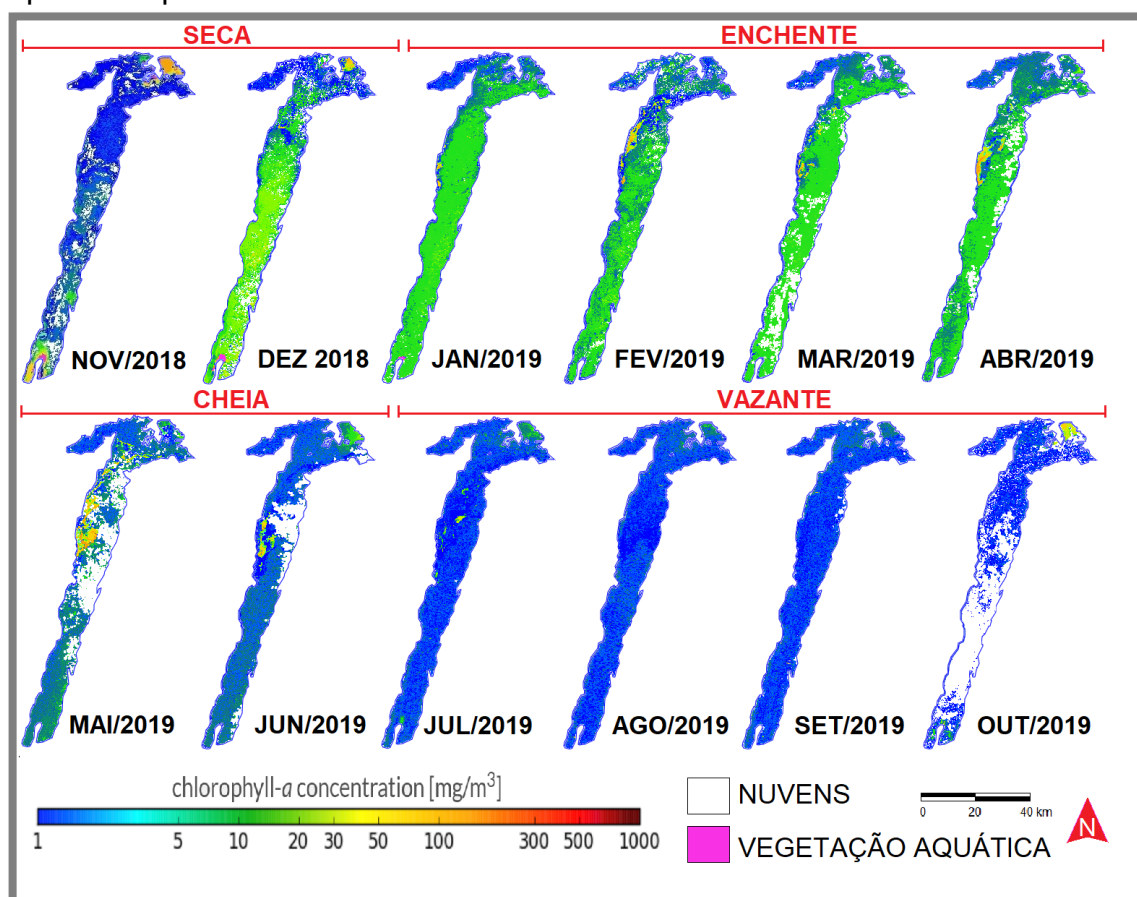 SECA ENCHENTE
NOV/2018 DEZ 2018 JAN/2019 FEV/2019 MAR/2019 ABR/2019
CHEIA VAZANTE
MAI/2019 JUN/2019 JUL/2019 AGO/2019 SET/2019 OUT/2019
chlorophyll-a concentration [mg/m³]
1 5 10 20 30 50 100 300 500 1000
NUVENS
VEGETAÇÃO AQUÁTICA
0 20 40 km
N